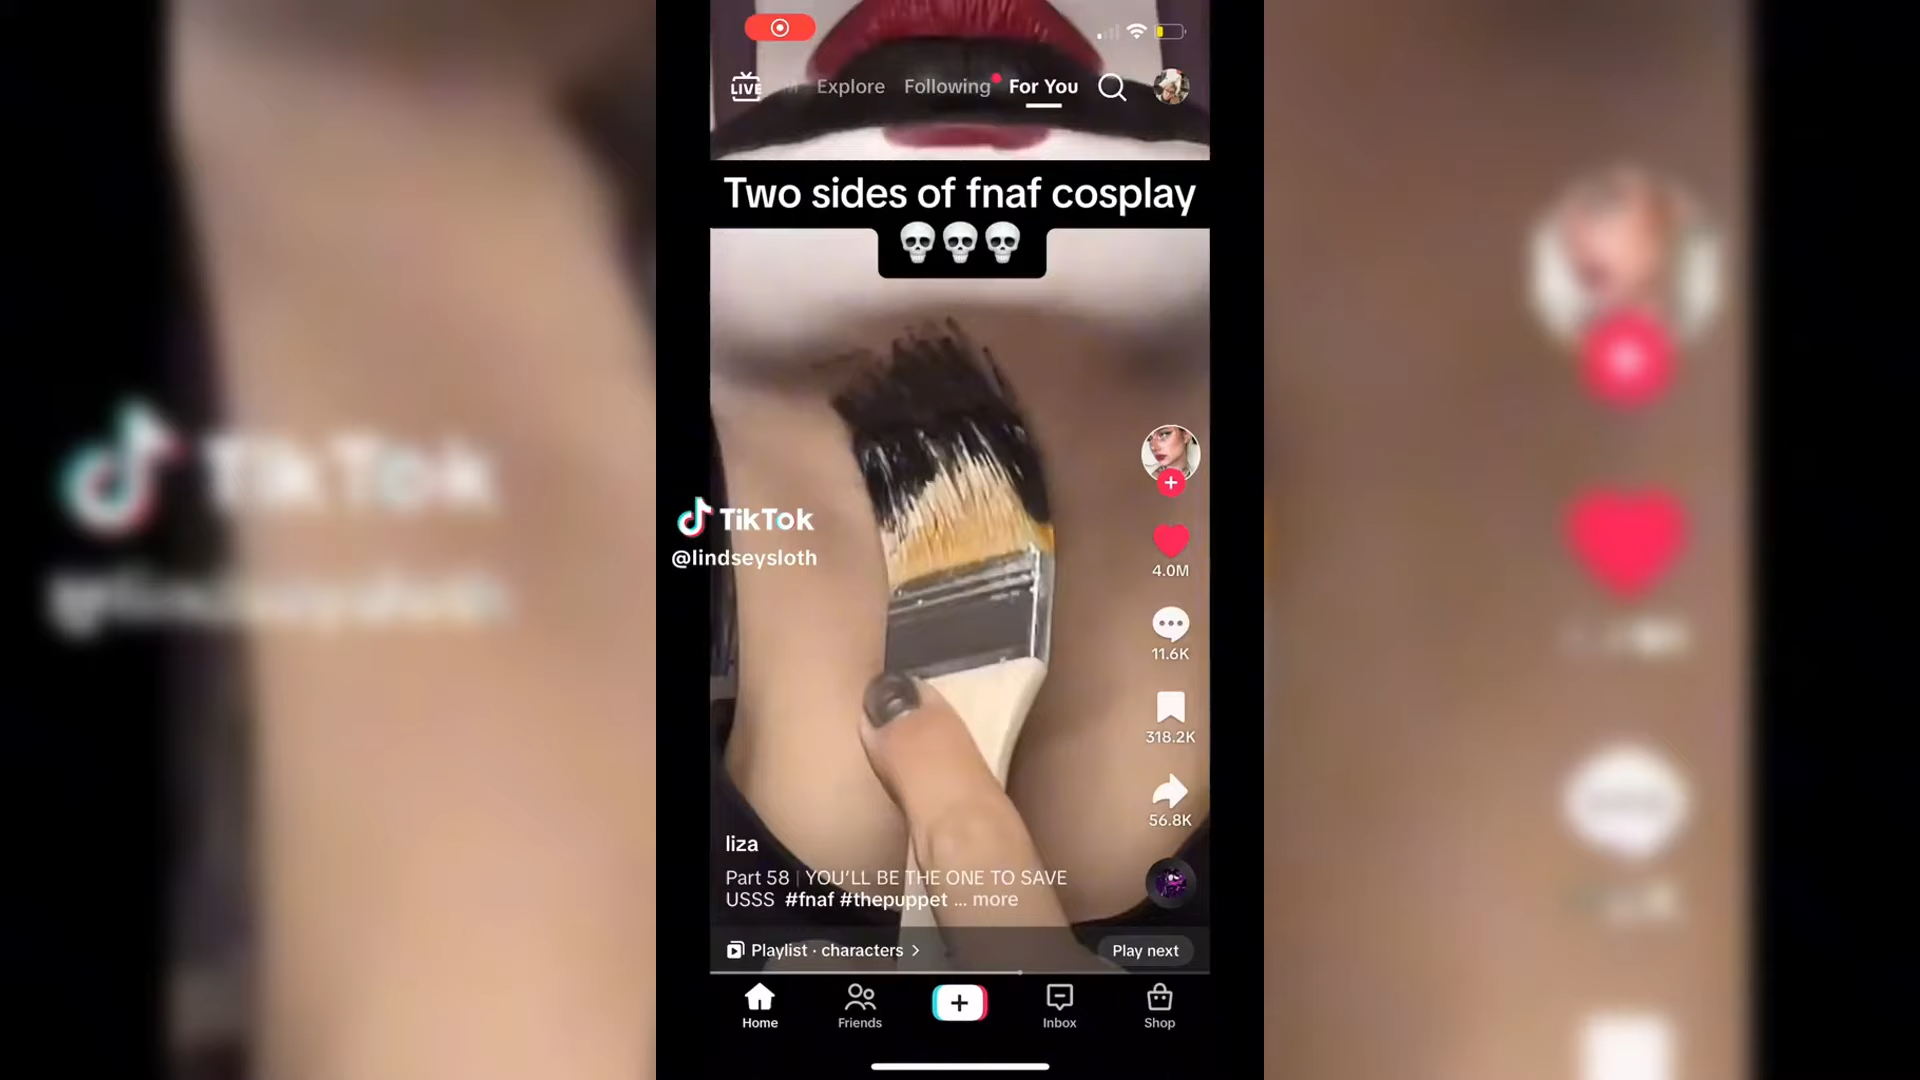 LIVE
Explore
Following
For You
Two sides of fnaf cosplay
💀💀💀
TikTok
@lindseysloth
4.0M
11.6K
318.2K
56.8K
liza
Part 58 | YOU'LL BE THE ONE TO SAVE
USSS #fnaf #thepuppet ... more
Playlist · characters >
Play next
Home
Friends
Inbox
Shop
TikTok